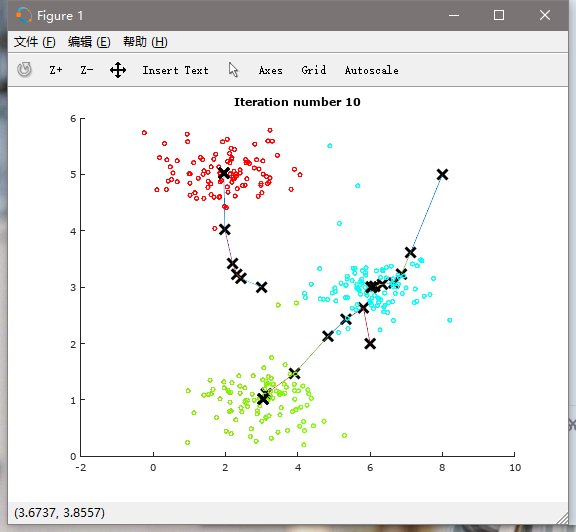 Figure 1
文件 (F) 编辑 (E) 帮助 (H)
Z+ Z- Insert Text Axes Grid Autoscale
Iteration number 10
6
5
4
3
2
1
0
-2 0 2 4 6 8 10
(3.6737, 3.8557)